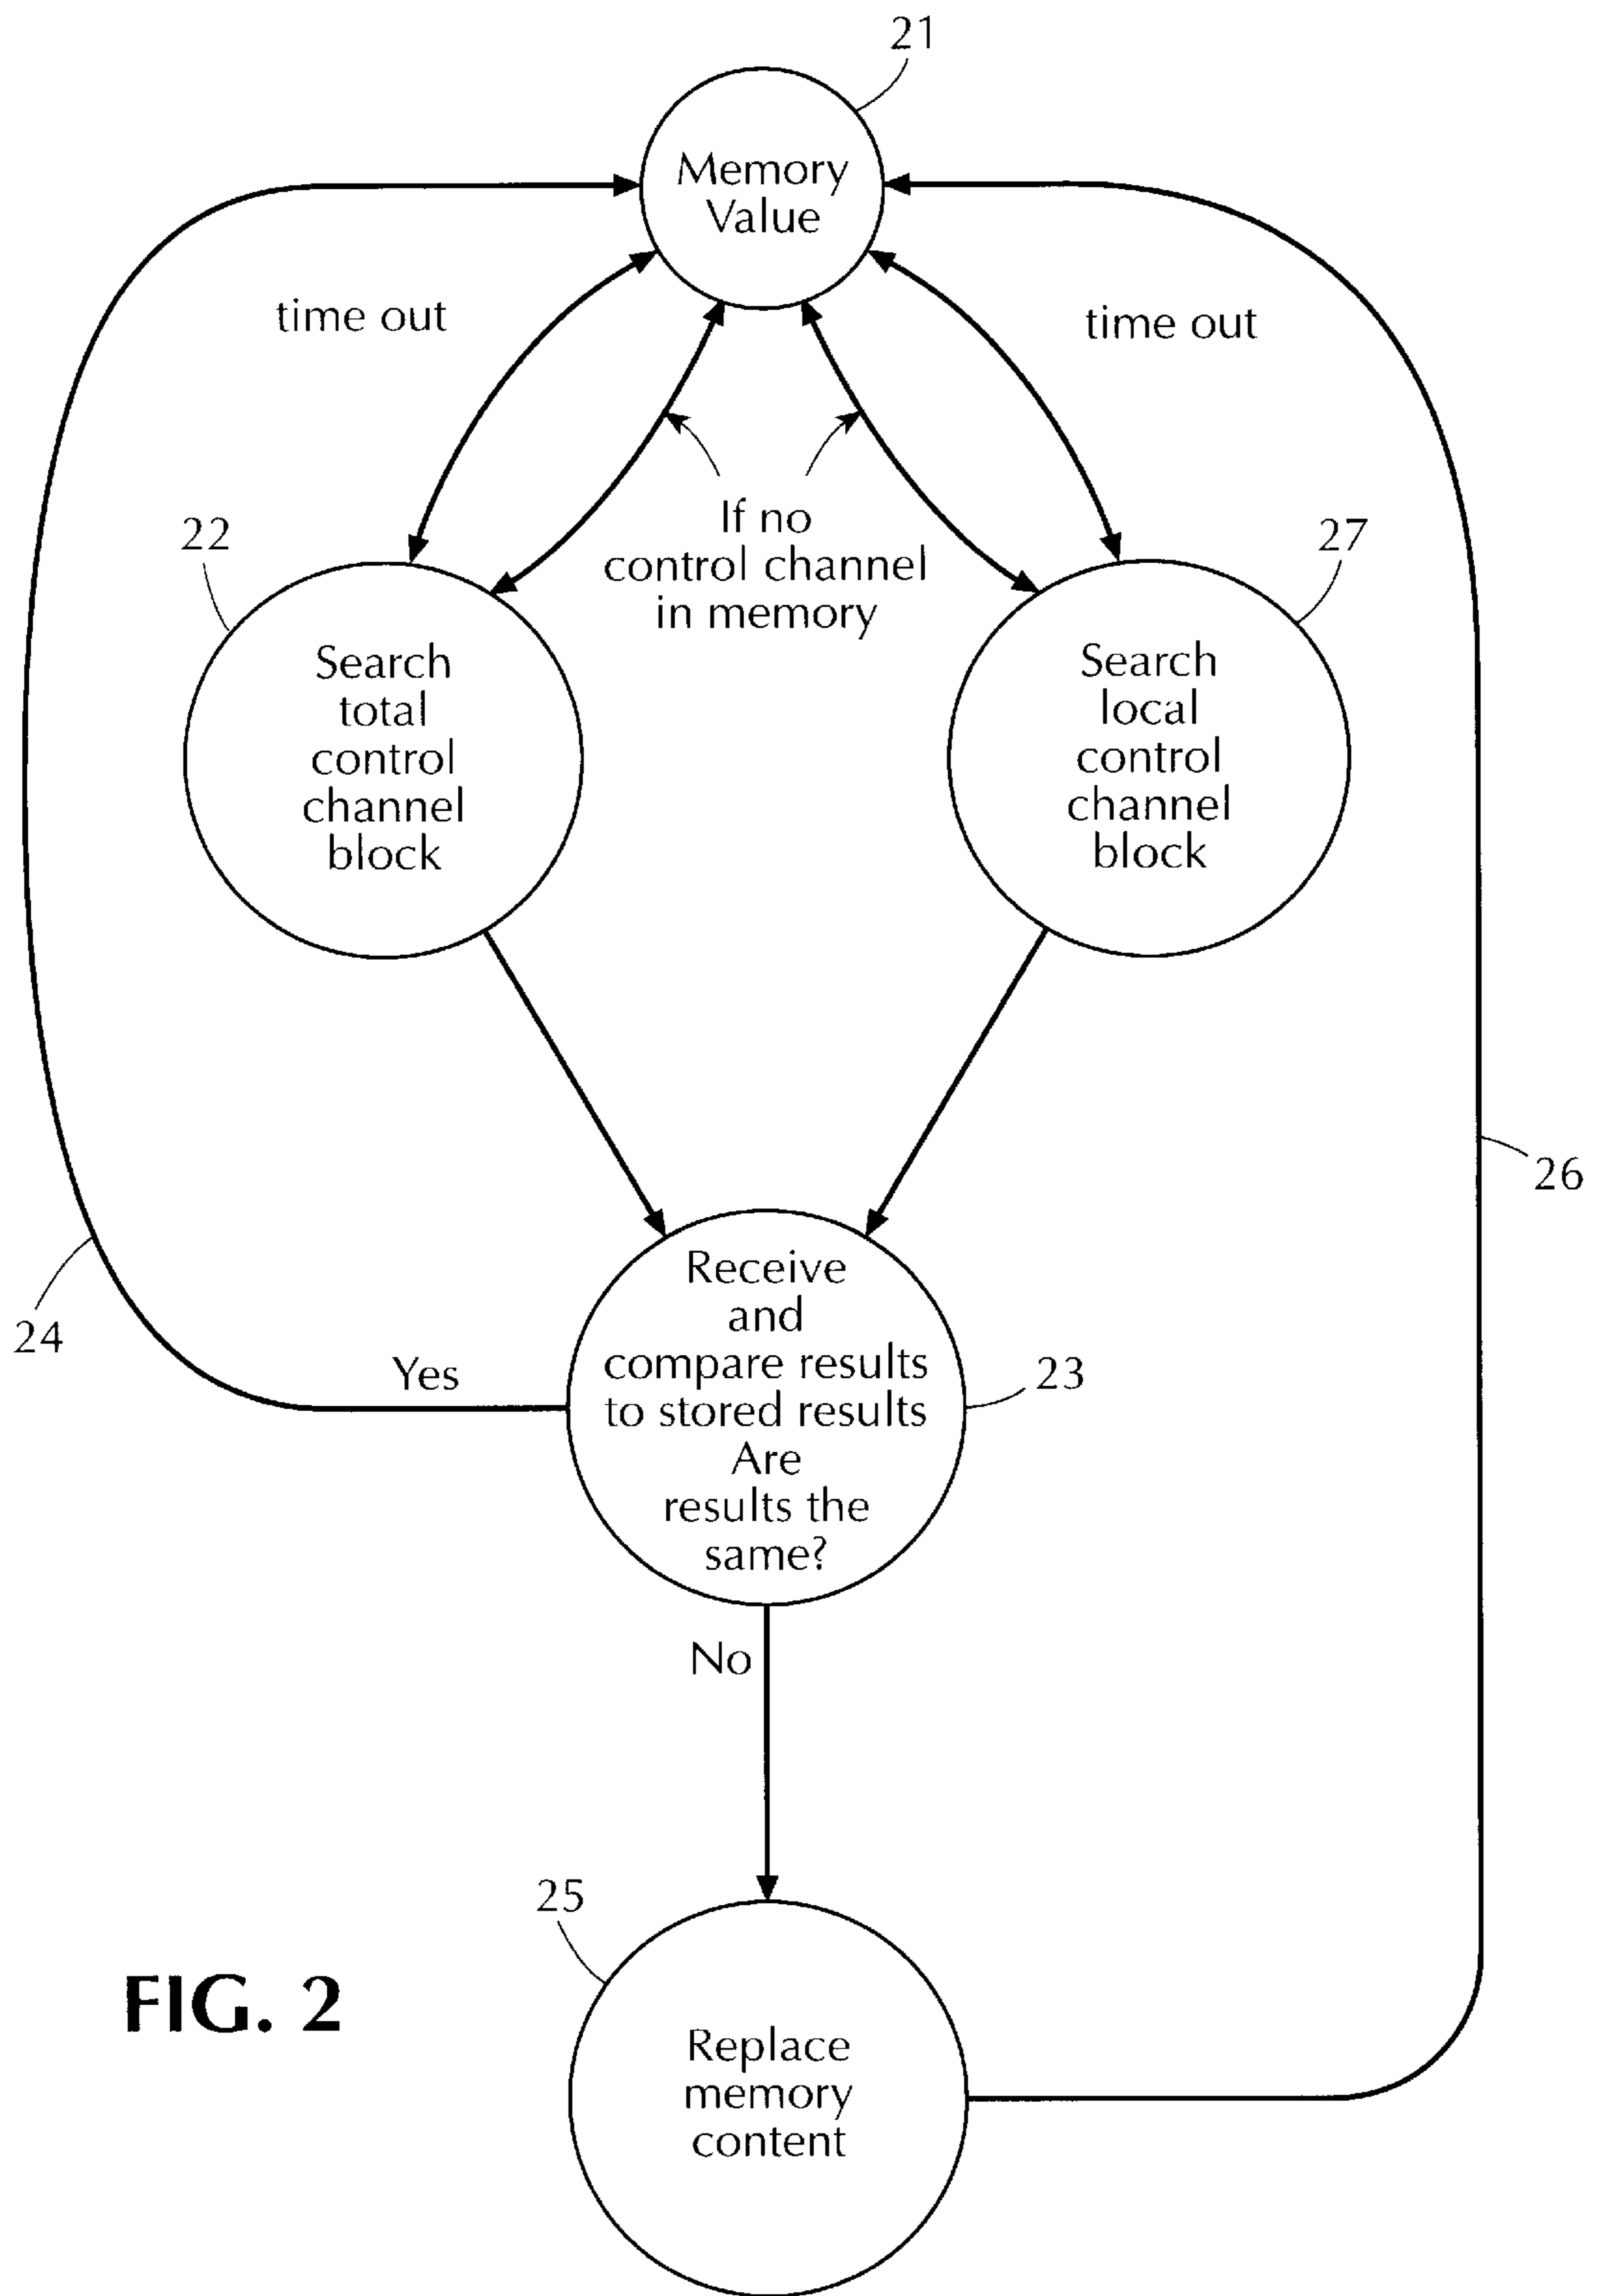 21
Memory
Value
time out
time out
If no
control channel
in memory
22
27
Search
total
control
channel
block
Search
local
control
channel
block
26
24
Yes
Receive
and
compare results
to stored results
Are
results the
same?
23
No
25
FIG. 2
Replace
memory
content